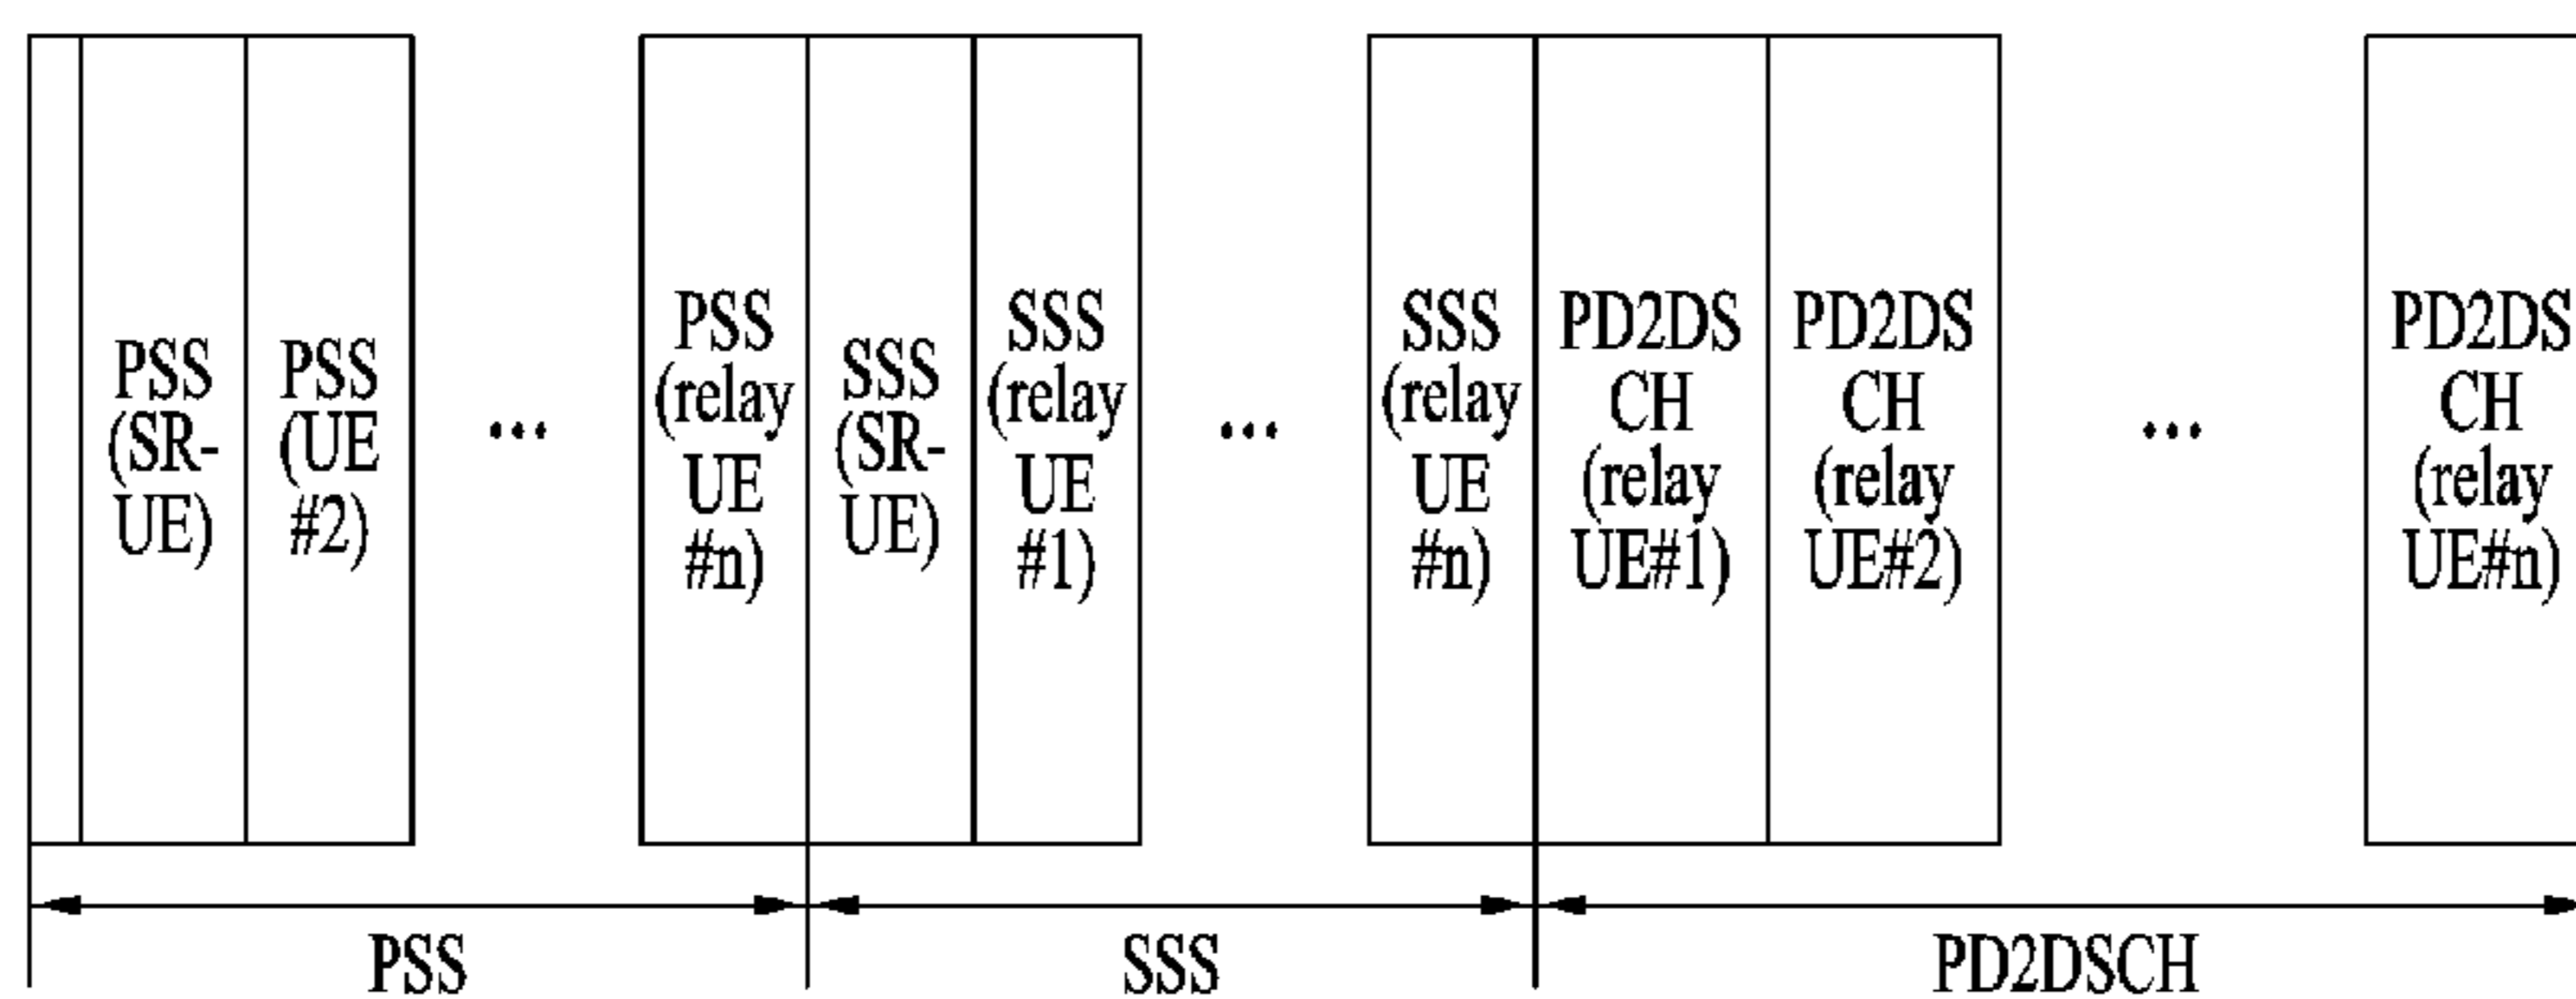 PSS
(SR-
UE)
PSS
(UE
#2)
...
PSS
(relay
UE
#n)
SSS
(SR-
UE)
SSS
(relay
UE
#1)
...
SSS
(relay
UE
#n)
PD2DS
CH
(relay
UE#1)
PD2DS
CH
(relay
UE#2)
...
PD2DS
CH
(relay
UE#n)
PSS
SSS
PD2DSCH